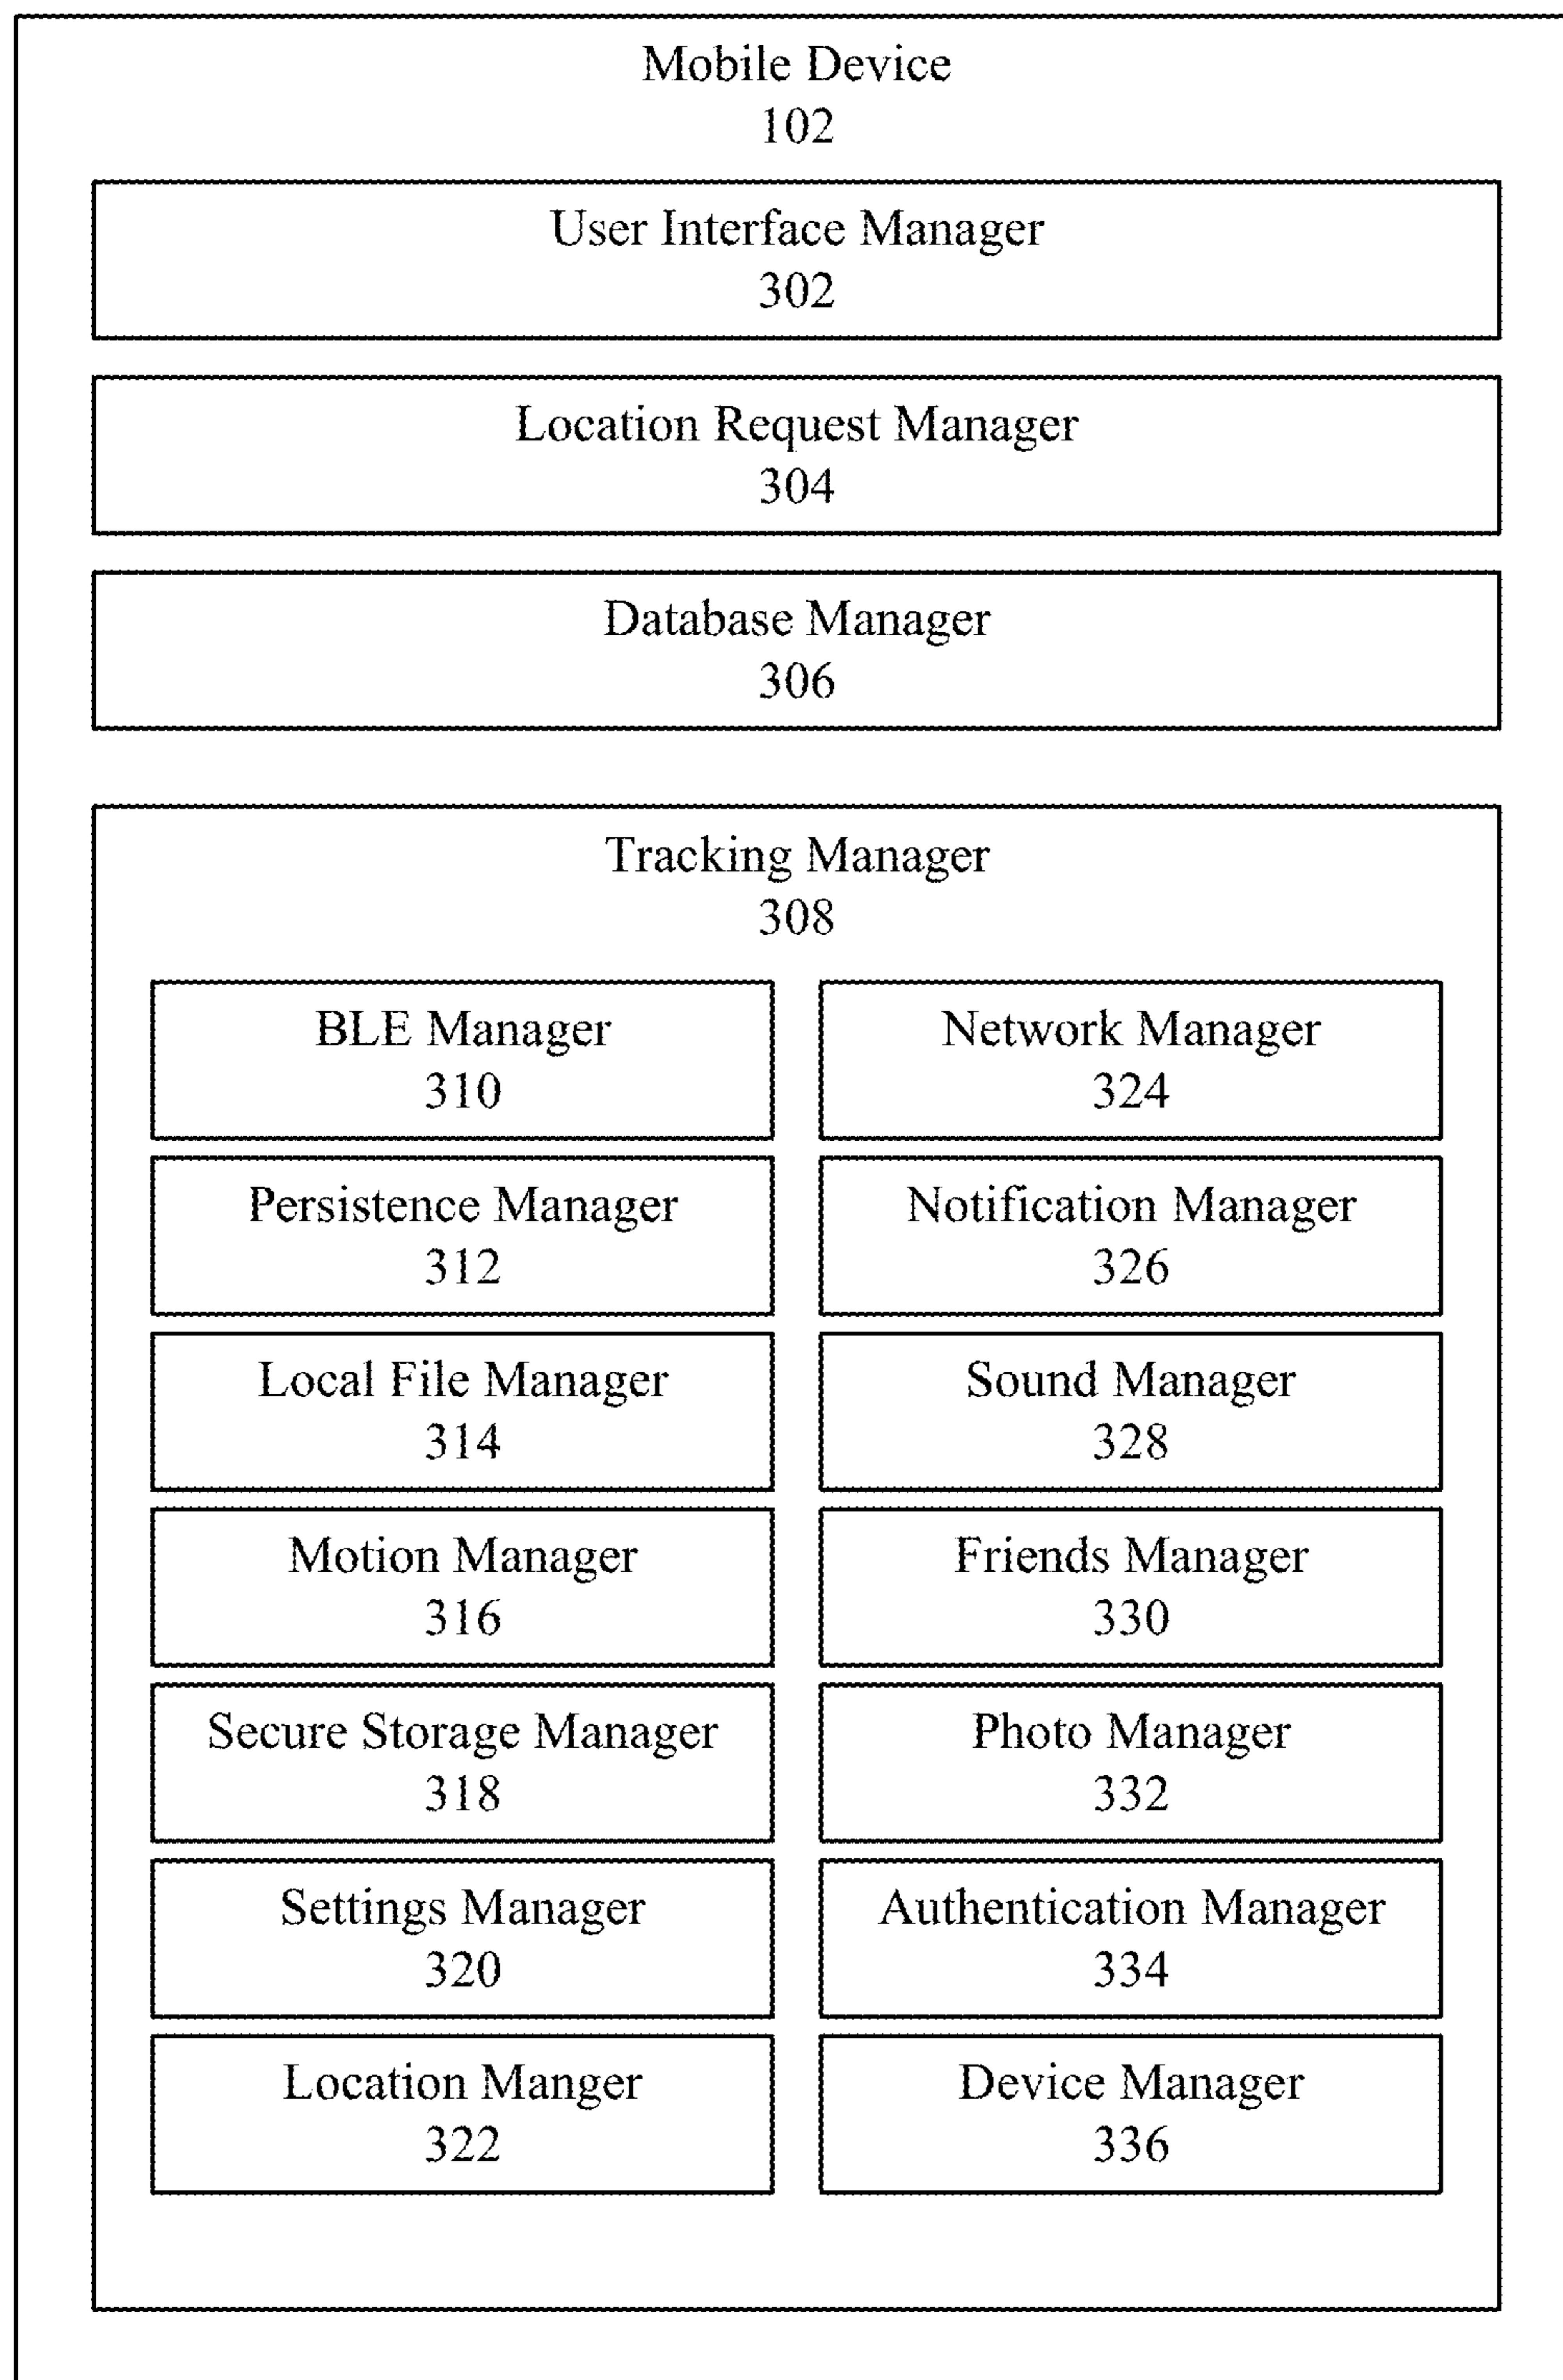 Mobile Device
102
User Interface Manager
302
Location Request Manager
304
Database Manager
306
Tracking Manager
308
BLE Manager
310
Network Manager
324
Persistence Manager
312
Notification Manager
326
Local File Manager
314
Sound Manager
328
Motion Manager
316
Friends Manager
330
Secure Storage Manager
318
Photo Manager
332
Settings Manager
320
Authentication Manager
334
Location Manger
322
Device Manager
336